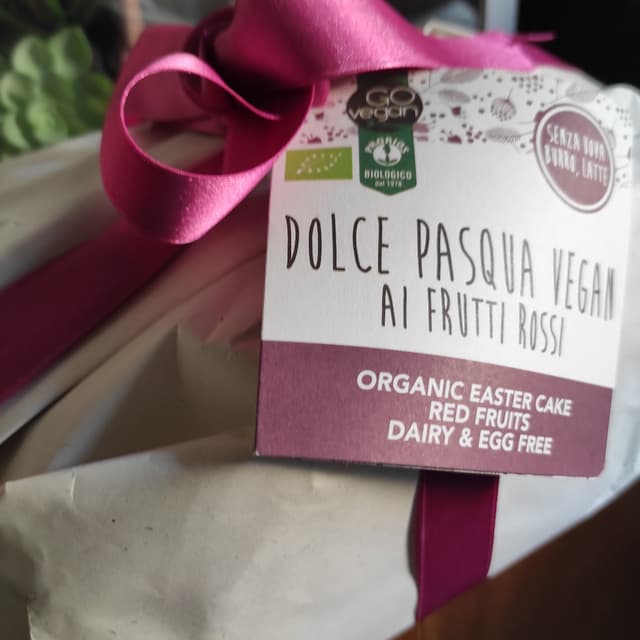 GO
vegan
PROBIOS
BIOLOGICO
dal 1978
SENZA UOVA
BURRO, LATTE
DOLCE PASQUA VEGAN
AI FRUTTI ROSSI
ORGANIC EASTER CAKE
RED FRUITS
DAIRY & EGG FREE